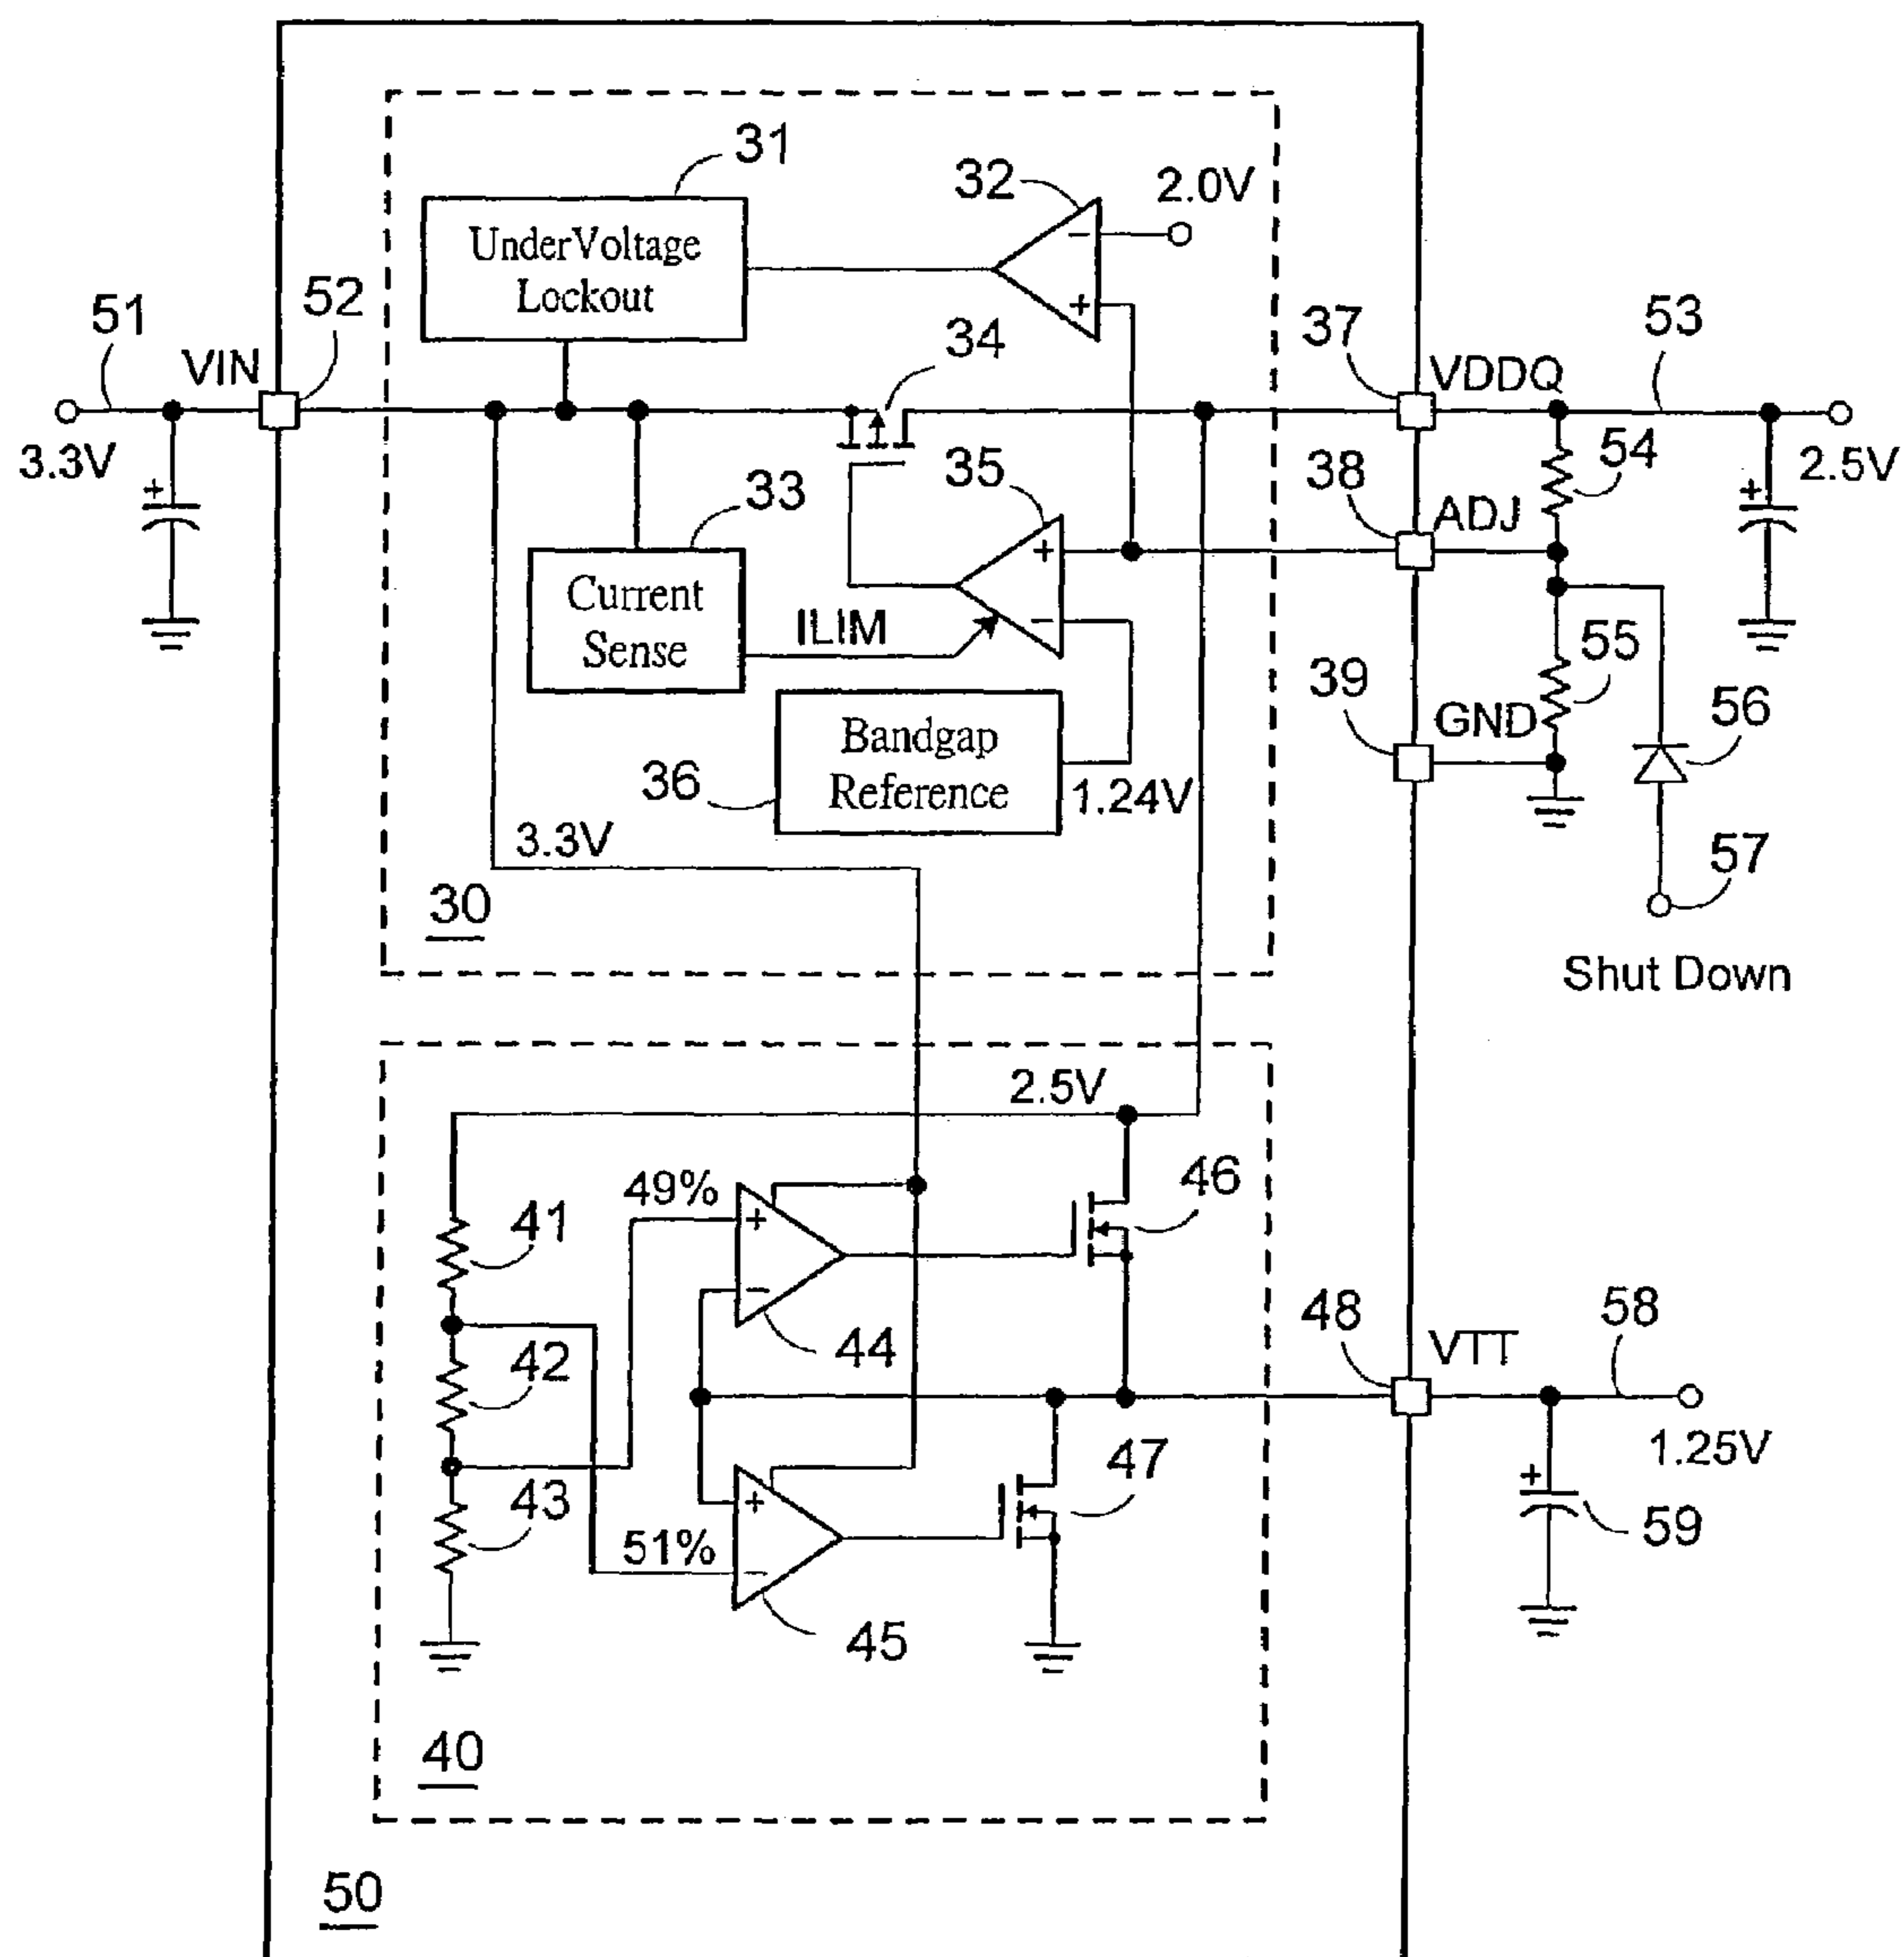 31
32
2.0V
UnderVoltage
Lockout
−
+
51
52
VIN
34
37
VDDQ
53
3.3V
+
33
35
38
ADJ
54
+
2.5V
Current
Sense
ILIM
+
−
55
39
GND
56
36
Bandgap
Reference
1.24V
3.3V
57
30
Shut Down
2.5V
49%
46
41
+
−
44
48
VTT
58
42
1.25V
47
43
+
+
59
51%
−
45
40
50